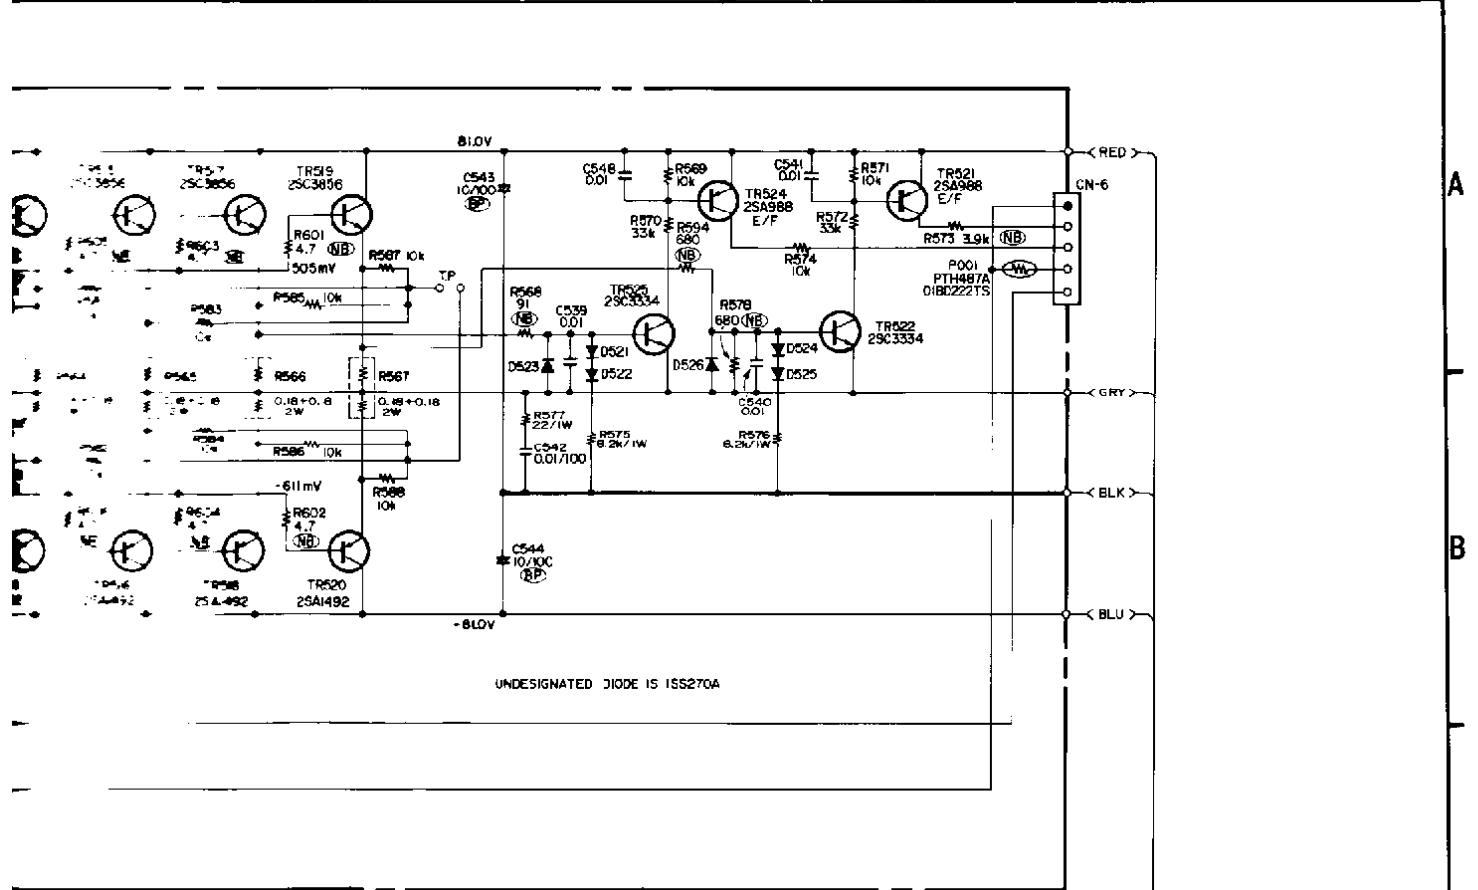 81.0V
RED
CN-6
A
TR517
2SC3856
TR519
2SC3856
C543
10/100
BP
C548
0.01
R569
10k
TR524
2SA988
E/F
C541
0.01
R571
10k
TR521
2SA988
E/F
R570
33k
R594
680
NB
R572
33k
R573 3.9k NB
R574
10k
P001
PTH487A
01BD222TS
R603
R601
4.7 NB
R587 10k
505mV
T.P
R583
R585 10k
R568
91
NB
C539
0.01
TR525
2SC3334
R578
680 NB
TR522
2SC3334
D523
D521
D522
D526
D524
D525
C540
0.01
R565
R566
0.18+0.18
2W
R567
0.18+0.18
2W
GRY
R577
22/1W
C542
0.01/100
R575
8.2k/1W
R576
8.2k/1W
R584
R586 10k
-611mV
R588
10k
BLK
R604
NB
R602
4.7
NB
C544
10/100
BP
B
TR518
2SA1492
TR520
2SA1492
-81.0V
BLU
UNDESIGNATED DIODE IS 1SS270A